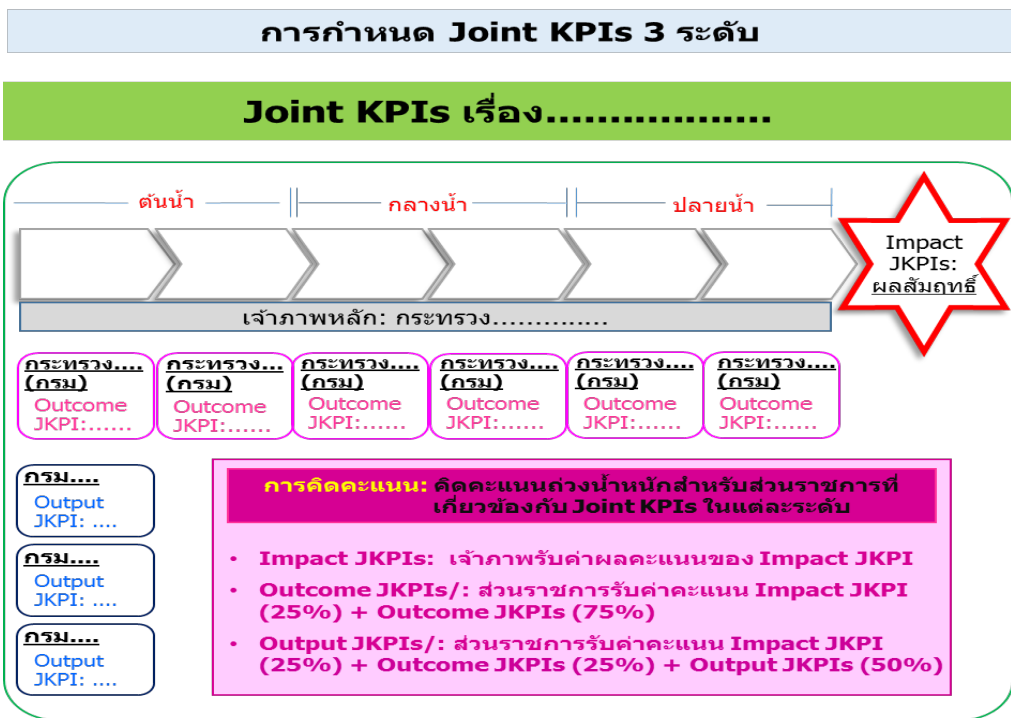 การกำหนด Joint KPIs 3 ระดับ
Joint KPIs เรื่อง..................
ต้นน้ำ
กลางน้ำ
ปลายน้ำ
Impact
JKPIs:
ผลสัมฤทธิ์
เจ้าภาพหลัก: กระทรวง..............
กระทรวง....
(กรม)
Outcome
JKPI:......
กระทรวง...
(กรม)
Outcome
JKPI:......
กระทรวง....
(กรม)
Outcome
JKPI:......
กระทรวง....
(กรม)
Outcome
JKPI:......
กระทรวง....
(กรม)
Outcome
JKPI:......
กระทรวง....
(กรม)
Outcome
JKPI:......
กรม....
Output
JKPI: ....
กรม....
Output
JKPI: ....
กรม....
Output
JKPI: ....
การคิดคะแนน: คิดคะแนนถ่วงน้ำหนักสำหรับส่วนราชการที่
เกี่ยวข้องกับ Joint KPIs ในแต่ละระดับ
• Impact JKPIs: เจ้าภาพรับค่าผลคะแนนของ Impact JKPI
• Outcome JKPIs/: ส่วนราชการรับค่าคะแนน Impact JKPI
(25%) + Outcome JKPIs (75%)
• Output JKPIs/: ส่วนราชการรับค่าคะแนน Impact JKPI
(25%) + Outcome JKPIs (25%) + Output JKPIs (50%)